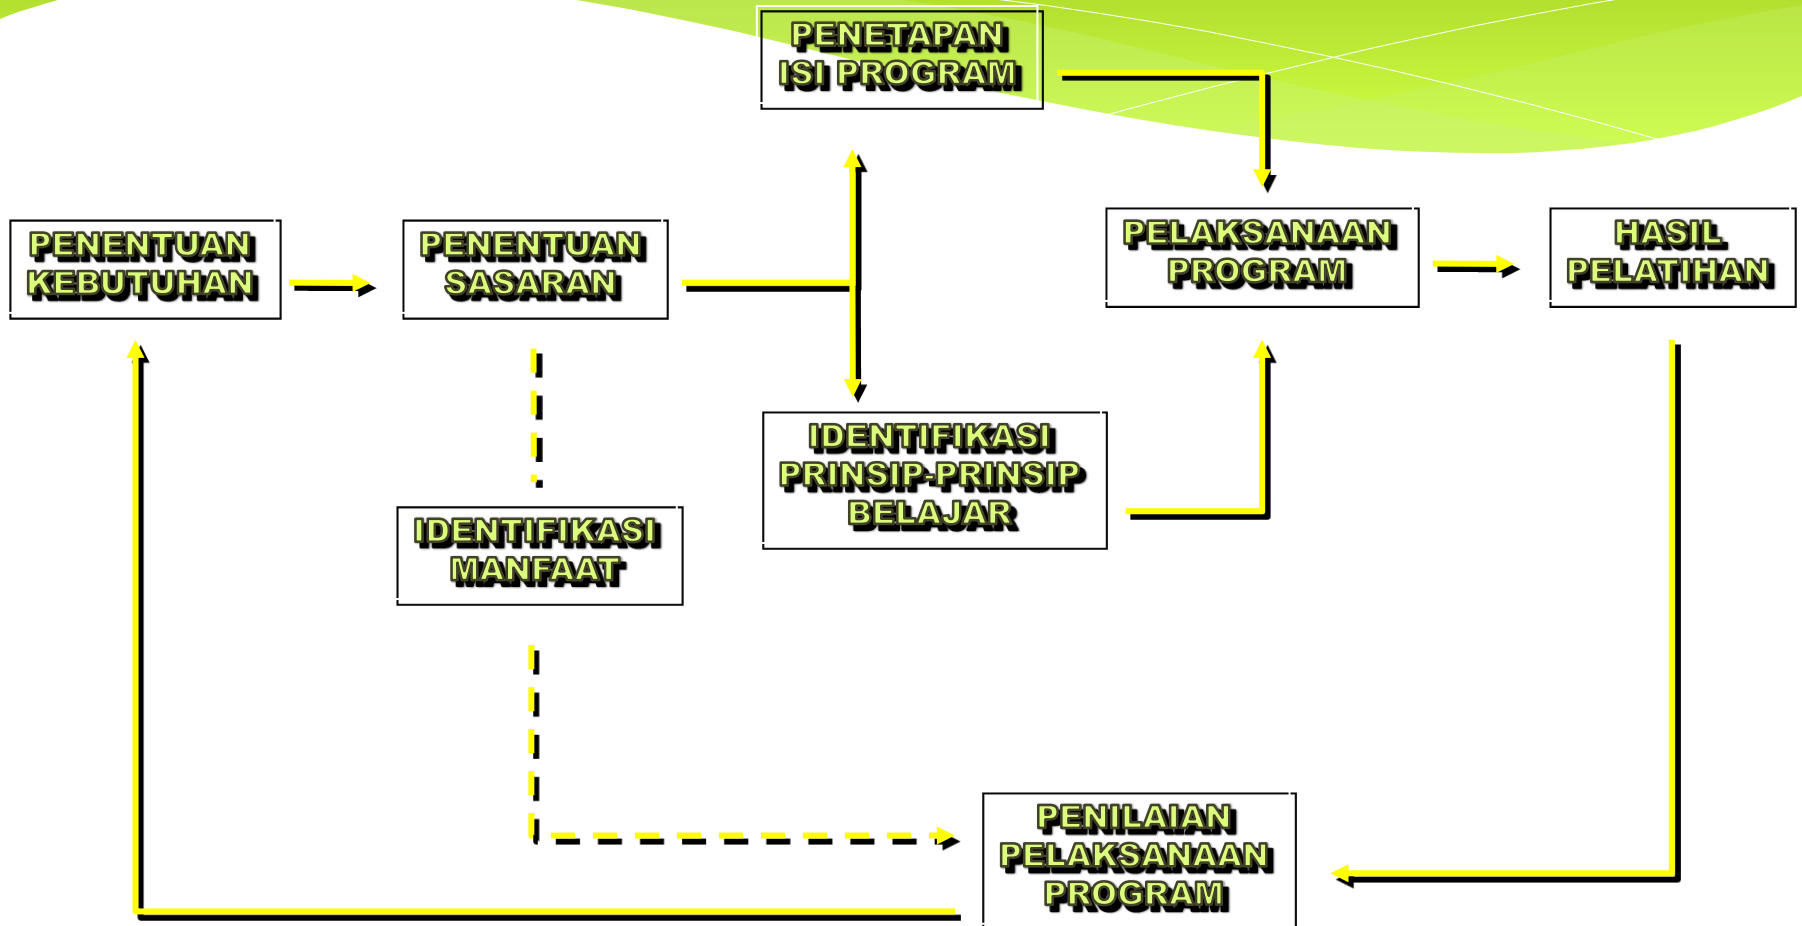 PENETAPAN
ISI PROGRAM
PENENTUAN
KEBUTUHAN
PENENTUAN
SASARAN
PELAKSANAAN
PROGRAM
HASIL
PELATIHAN
IDENTIFIKASI
PRINSIP-PRINSIP
BELAJAR
IDENTIFIKASI
MANFAAT
PENILAIAN
PELAKSANAAN
PROGRAM